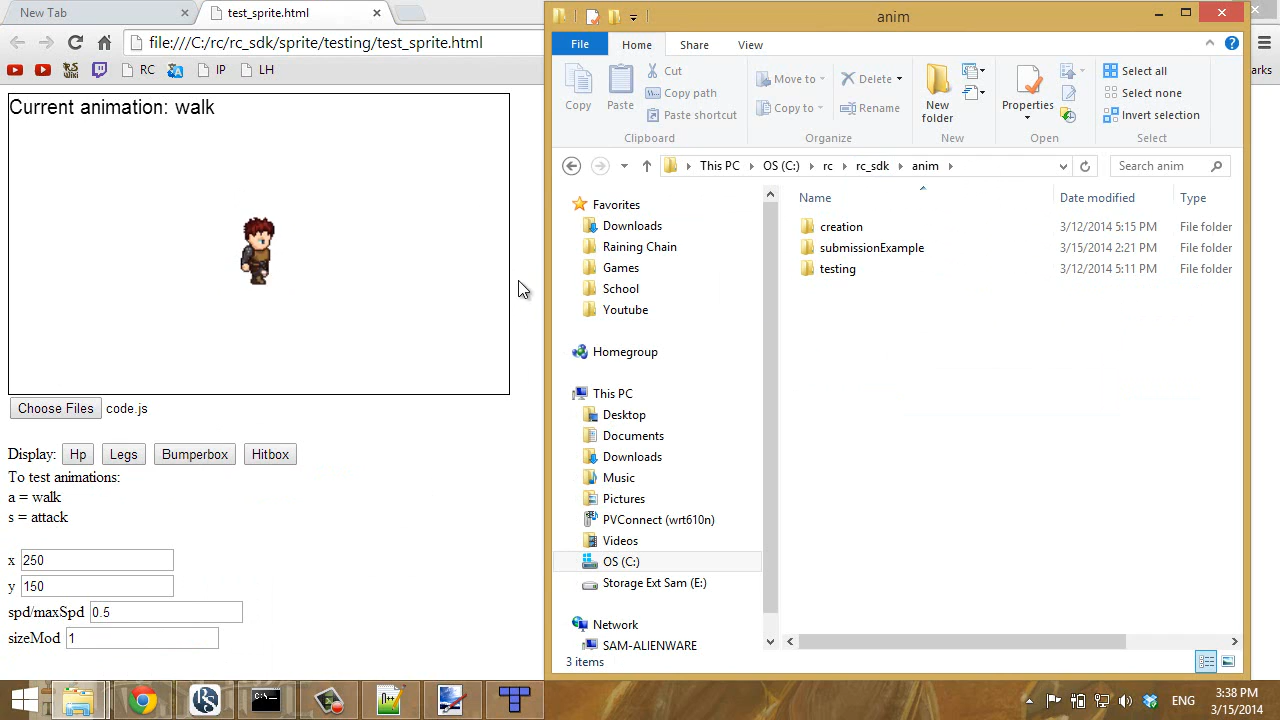 New Tab
test_sprite.html
file:///C:/rc/rc_sdk/sprite/testing/test_sprite.html
RC
IP
LH
Current animation: walk
Choose Files code.js
Display: Hp Legs Bumperbox Hitbox
To test animations:
a = walk
s = attack
x 250
y 150
spd/maxSpd 0.5
sizeMod 1
anim
File Home Share View
Copy
Paste
Cut
Copy path
Paste shortcut
Clipboard
Move to
Copy to
Delete
Rename
Organize
New folder
New
Properties
Open
Select all
Select none
Invert selection
Select
arks
This PC OS (C:) rc rc_sdk anim
Search anim
Favorites
Downloads
Raining Chain
Games
School
Youtube
Homegroup
This PC
Desktop
Documents
Downloads
Music
Pictures
PVConnect (wrt610n)
Videos
OS (C:)
Storage Ext Sam (E:)
Network
SAM-ALIENWARE
Name Date modified Type
creation 3/12/2014 5:15 PM File folder
submissionExample 3/15/2014 2:21 PM File folder
testing 3/12/2014 5:11 PM File folder
3 items
ENG
3:38 PM
3/15/2014